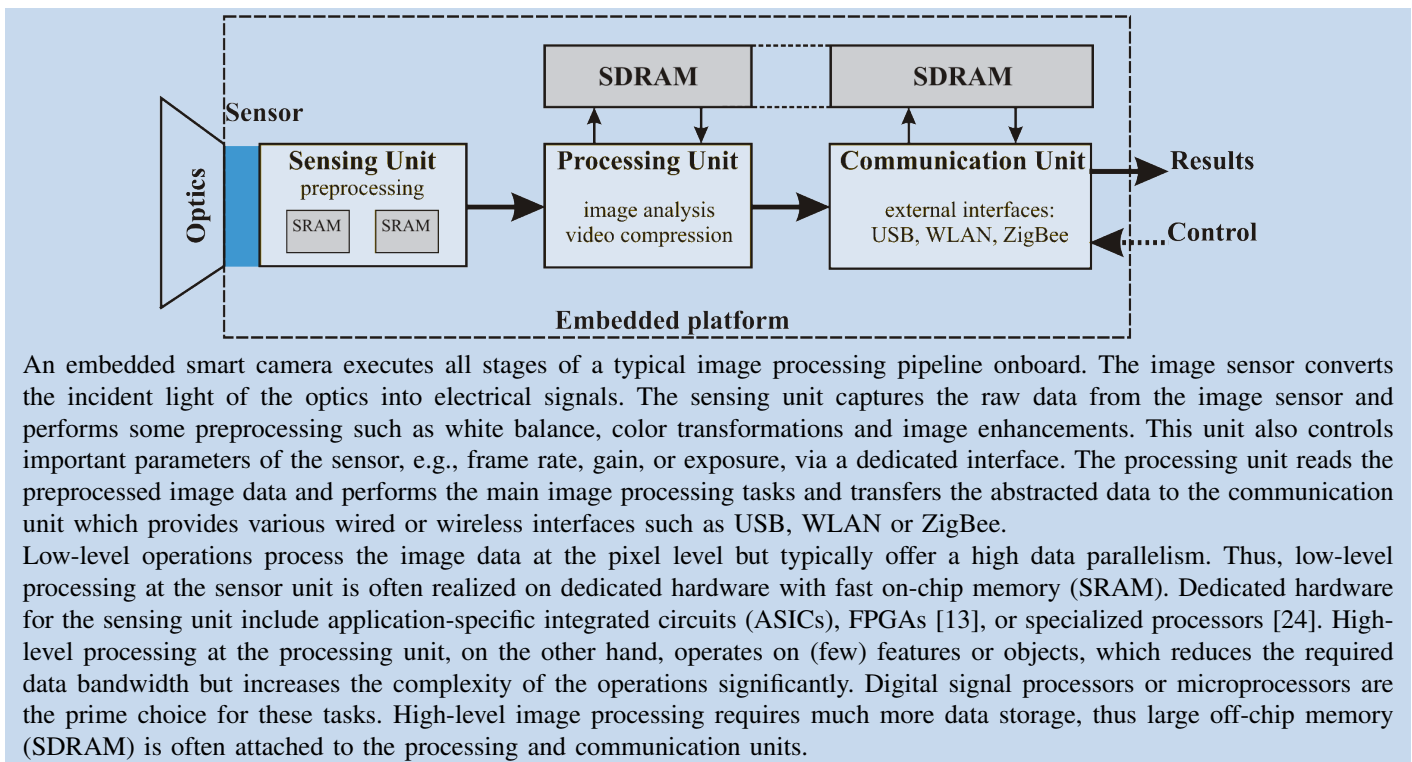 SDRAM
SDRAM
Sensor
Optics
Sensing Unit
preprocessing
SRAM
SRAM
Processing Unit
image analysis
video compression
Communication Unit
external interfaces:
USB, WLAN, ZigBee
Results
Control
Embedded platform
An embedded smart camera executes all stages of a typical image processing pipeline onboard. The image sensor converts
the incident light of the optics into electrical signals. The sensing unit captures the raw data from the image sensor and
performs some preprocessing such as white balance, color transformations and image enhancements. This unit also controls
important parameters of the sensor, e.g., frame rate, gain, or exposure, via a dedicated interface. The processing unit reads the
preprocessed image data and performs the main image processing tasks and transfers the abstracted data to the communication
unit which provides various wired or wireless interfaces such as USB, WLAN or ZigBee.
Low-level operations process the image data at the pixel level but typically offer a high data parallelism. Thus, low-level
processing at the sensor unit is often realized on dedicated hardware with fast on-chip memory (SRAM). Dedicated hardware
for the sensing unit include application-specific integrated circuits (ASICs), FPGAs [13], or specialized processors [24]. High-
level processing at the processing unit, on the other hand, operates on (few) features or objects, which reduces the required
data bandwidth but increases the complexity of the operations significantly. Digital signal processors or microprocessors are
the prime choice for these tasks. High-level image processing requires much more data storage, thus large off-chip memory
(SDRAM) is often attached to the processing and communication units.